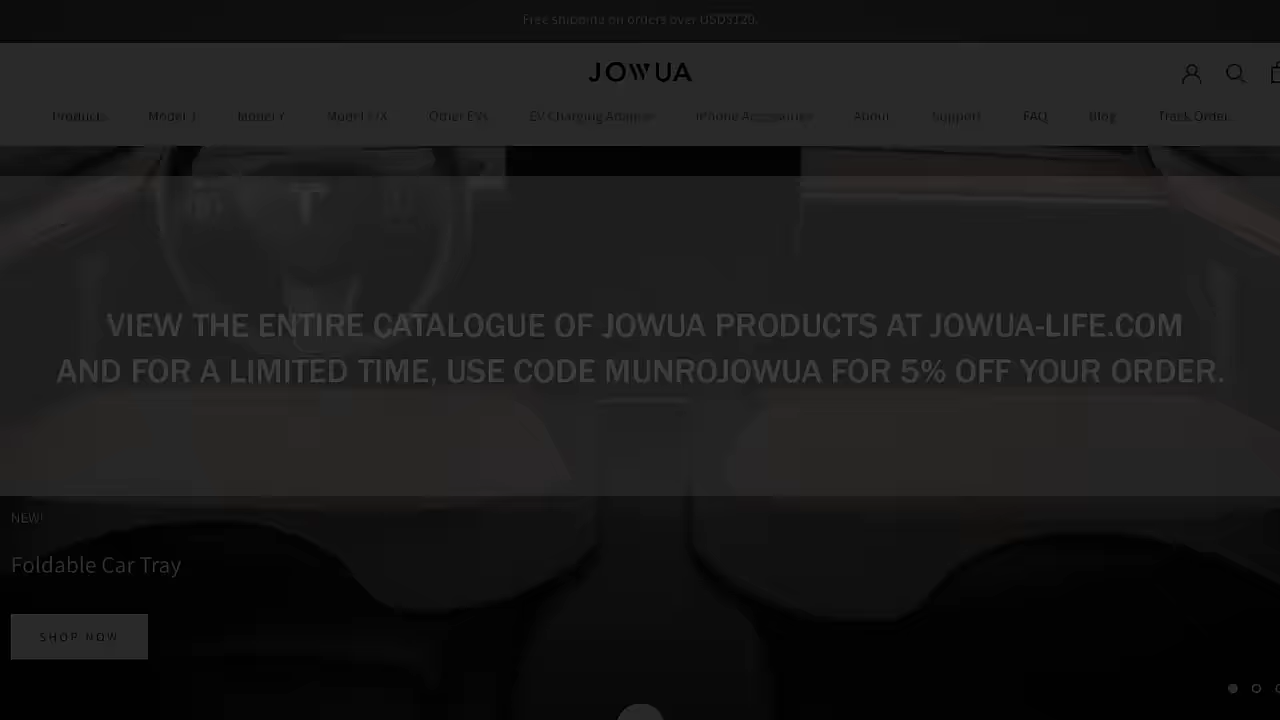 Free shipping on orders over USD$129.
JOWUA
Products Model 3 Model Y Model S/X Other EVs EV Charging Adapter iPhone Accessories About Support FAQ Blog Track Order
VIEW THE ENTIRE CATALOGUE OF JOWUA PRODUCTS AT JOWUA-LIFE.COM
AND FOR A LIMITED TIME, USE CODE MUNROJOWUA FOR 5% OFF YOUR ORDER.
NEW!
Foldable Car Tray
SHOP NOW